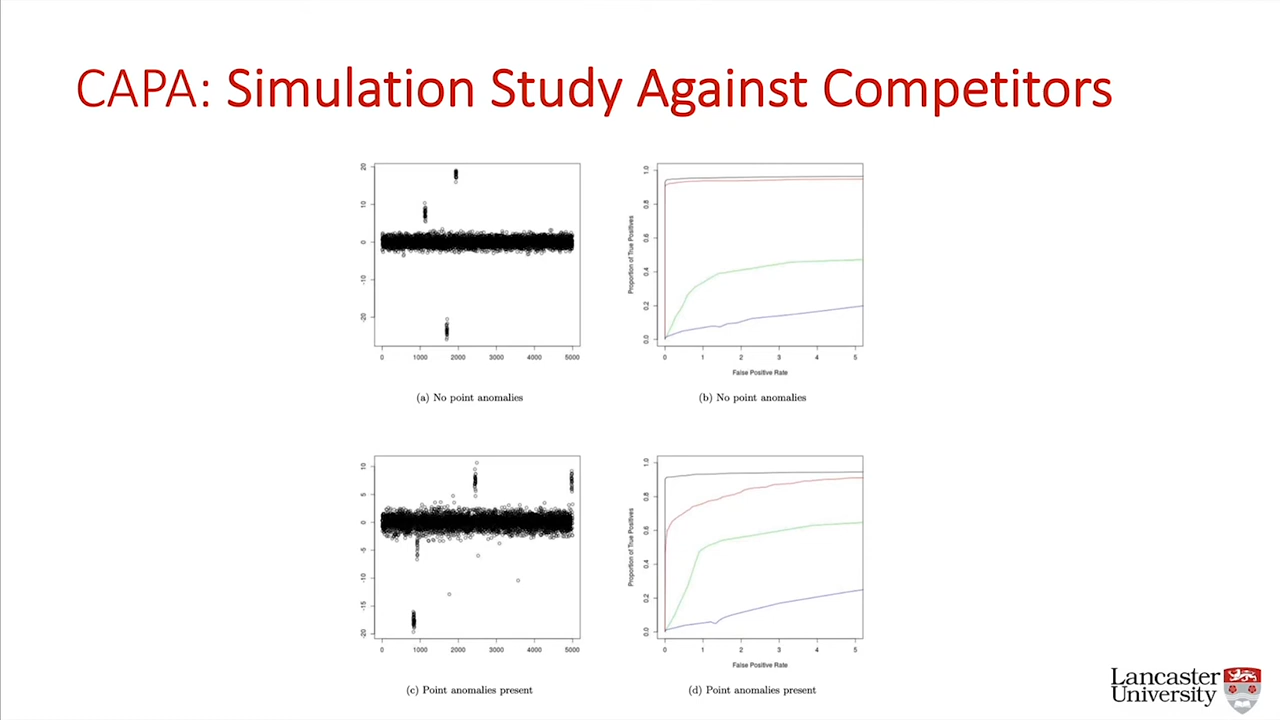 CAPA: Simulation Study Against Competitors
20
10
0
-10
-20
0 1000 2000 3000 4000 5000
(a) No point anomalies
Proportion of True Positives
1.0
0.8
0.6
0.4
0.2
0.0
0 1 2 3 4 5
False Positive Rate
(b) No point anomalies
10
5
0
-5
-10
-15
-20
0 1000 2000 3000 4000 5000
(c) Point anomalies present
Proportion of True Positives
1.0
0.8
0.6
0.4
0.2
0.0
0 1 2 3 4 5
False Positive Rate
(d) Point anomalies present
Lancaster
University